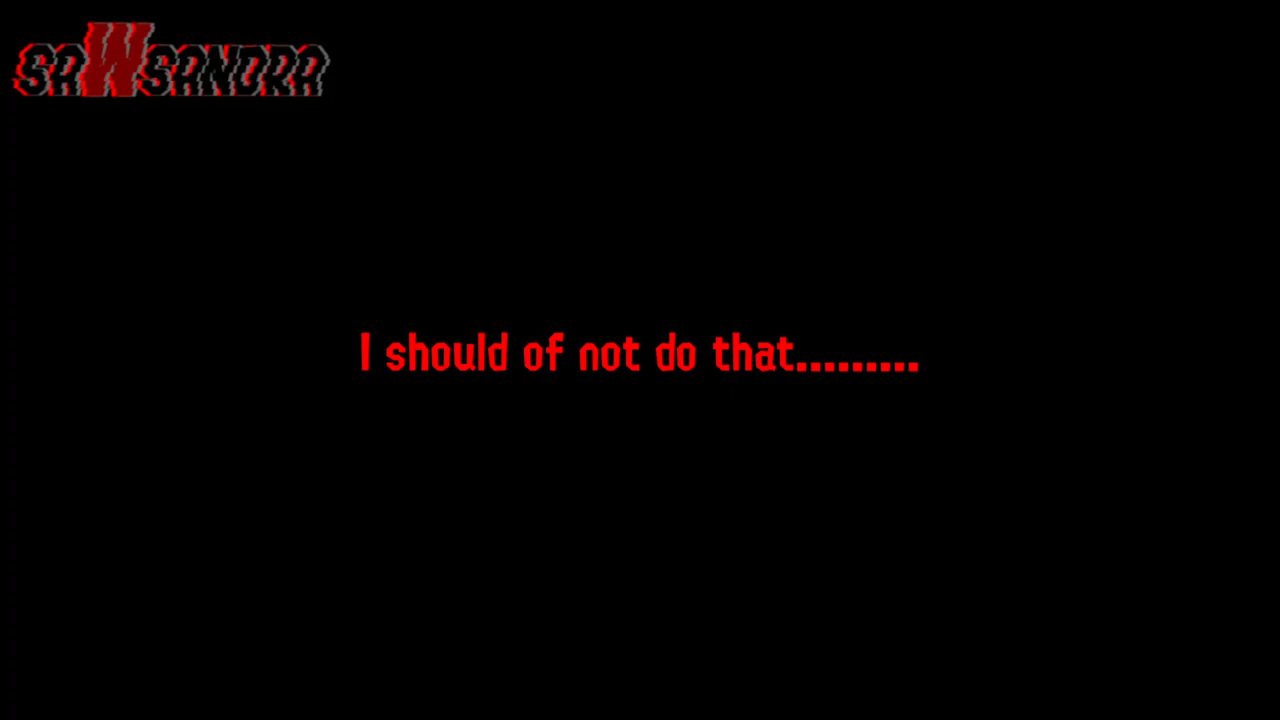 SAWSANDRA
I should of not do that.........